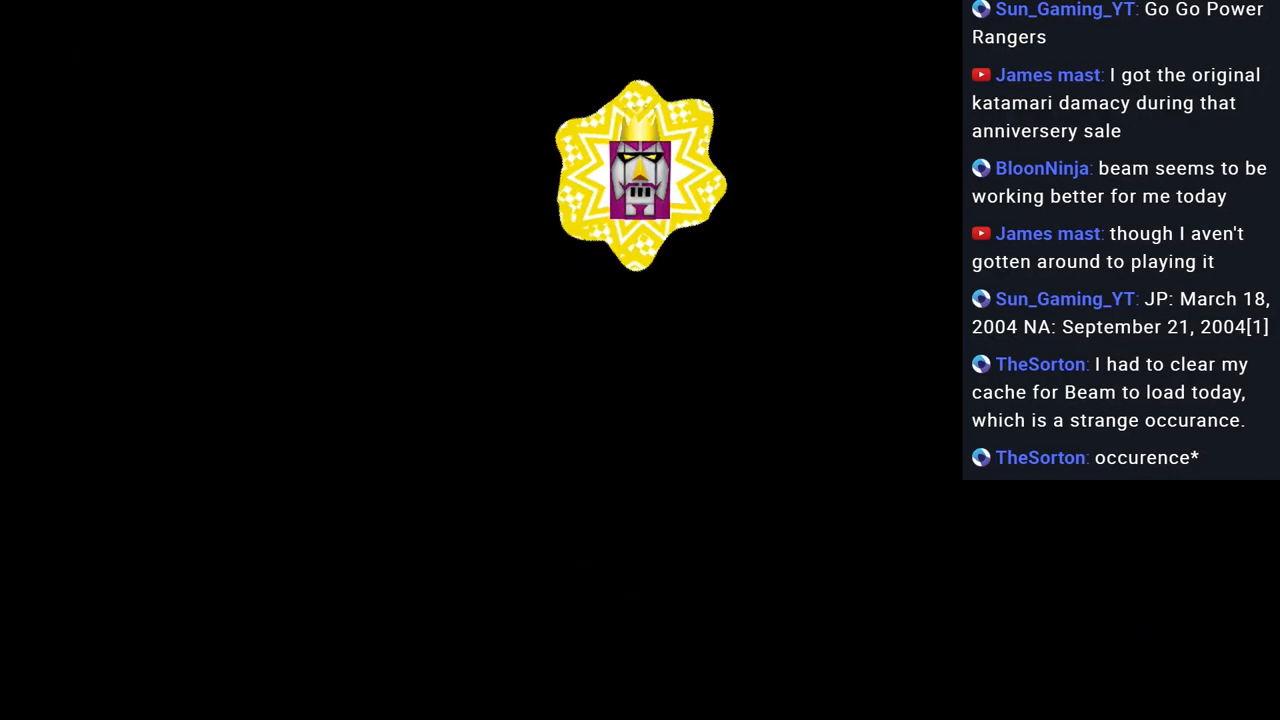 Sun_Gaming_YT: Go Go Power
Rangers
James mast: I got the original
katamari damacy during that
anniversery sale
BloonNinja: beam seems to be
working better for me today
James mast: though I aven't
gotten around to playing it
Sun_Gaming_YT: JP: March 18,
2004 NA: September 21, 2004[1]
TheSorton: I had to clear my
cache for Beam to load today,
which is a strange occurance.
TheSorton: occurence*